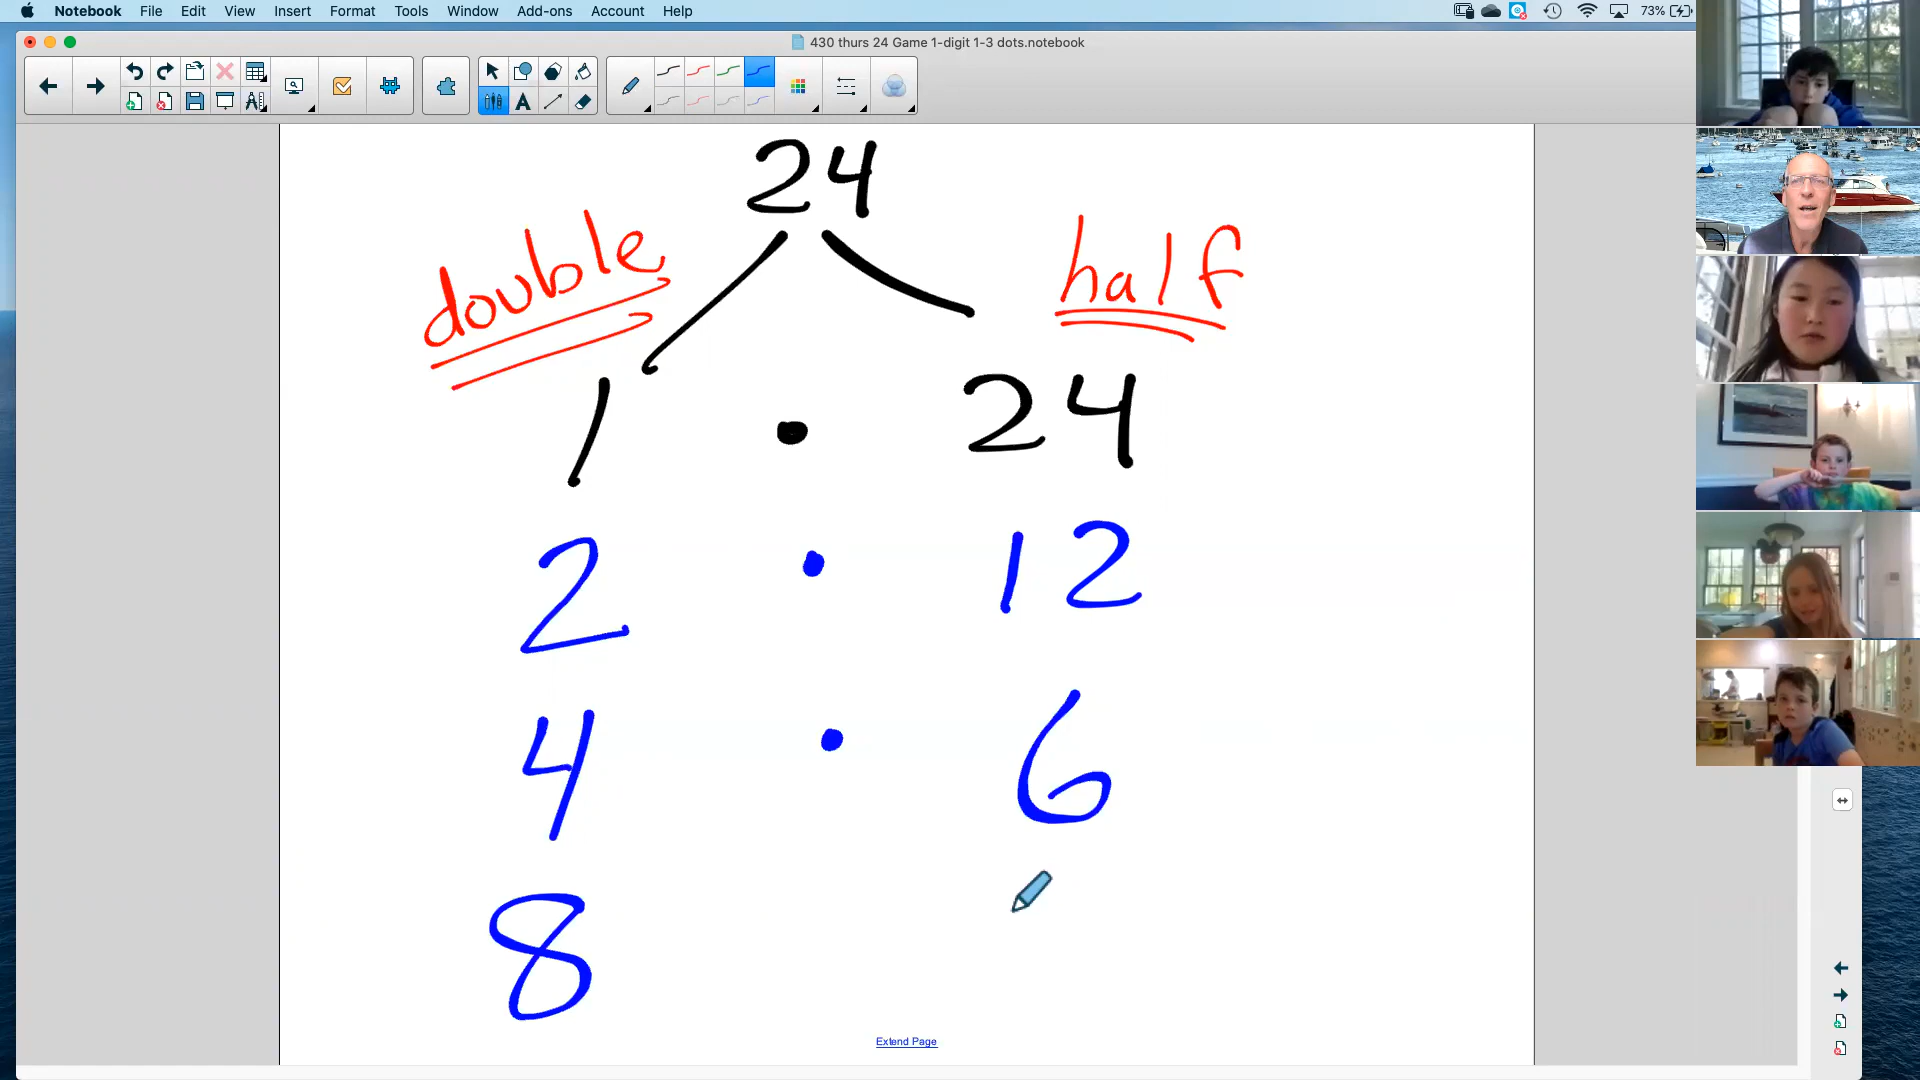 Notebook File Edit View Insert Format Tools Window Add-ons Account Help 73%
430 thurs 24 Game 1-digit 1-3 dots.notebook
A
24
double half
1 • 24
2 • 12
4 • 6
8
Extend Page